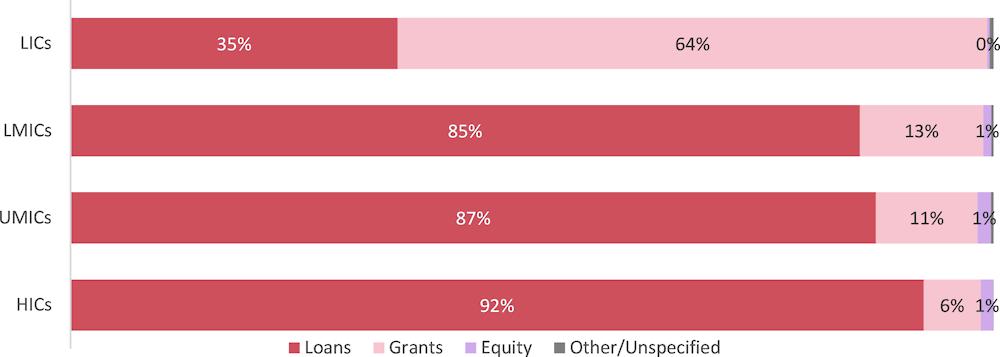 LICs 35% 64% 0%
LMICs 85% 13% 1%
UMICs 87% 11% 1%
HICs 92% 6% 1%
Loans Grants Equity Other/Unspecified